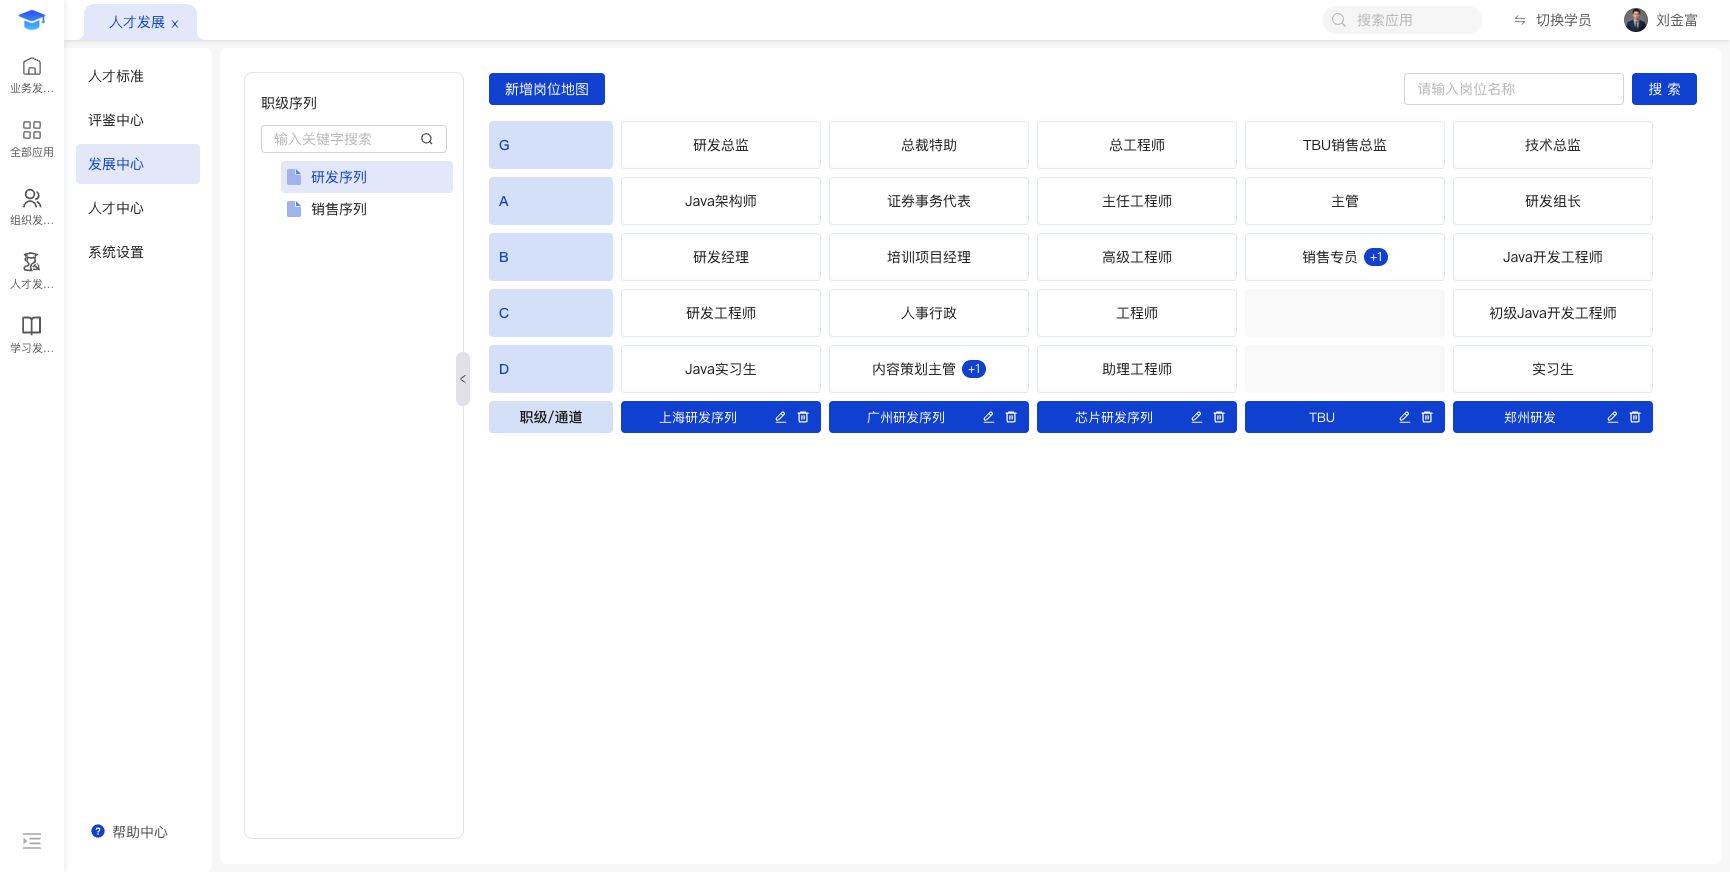 人才发展 x
搜索应用
切换学员
刘金富
业务发...
全部应用
组织发...
人才发...
学习发...
人才标准
评鉴中心
发展中心
人才中心
系统设置
帮助中心
职级序列
输入关键字搜索
研发序列
销售序列
新增岗位地图
请输入岗位名称
搜 索
G 研发总监 总裁特助 总工程师 TBU销售总监 技术总监
A Java架构师 证券事务代表 主任工程师 主管 研发组长
B 研发经理 培训项目经理 高级工程师 销售专员 +1 Java开发工程师
C 研发工程师 人事行政 工程师 初级Java开发工程师
D Java实习生 内容策划主管 +1 助理工程师 实习生
职级/通道 上海研发序列 广州研发序列 芯片研发序列 TBU 郑州研发